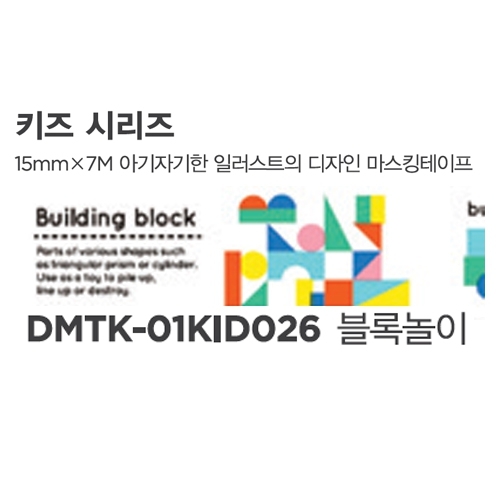 키즈 시리즈
15mm×7M 아기자기한 일러스트의 디자인 마스킹테이프
Building block
Parts of various shapes such
as triangular prism or cylinder.
Use as a toy to pile up,
line up or destroy.
bu
DMTK-01KID026 블록놀이